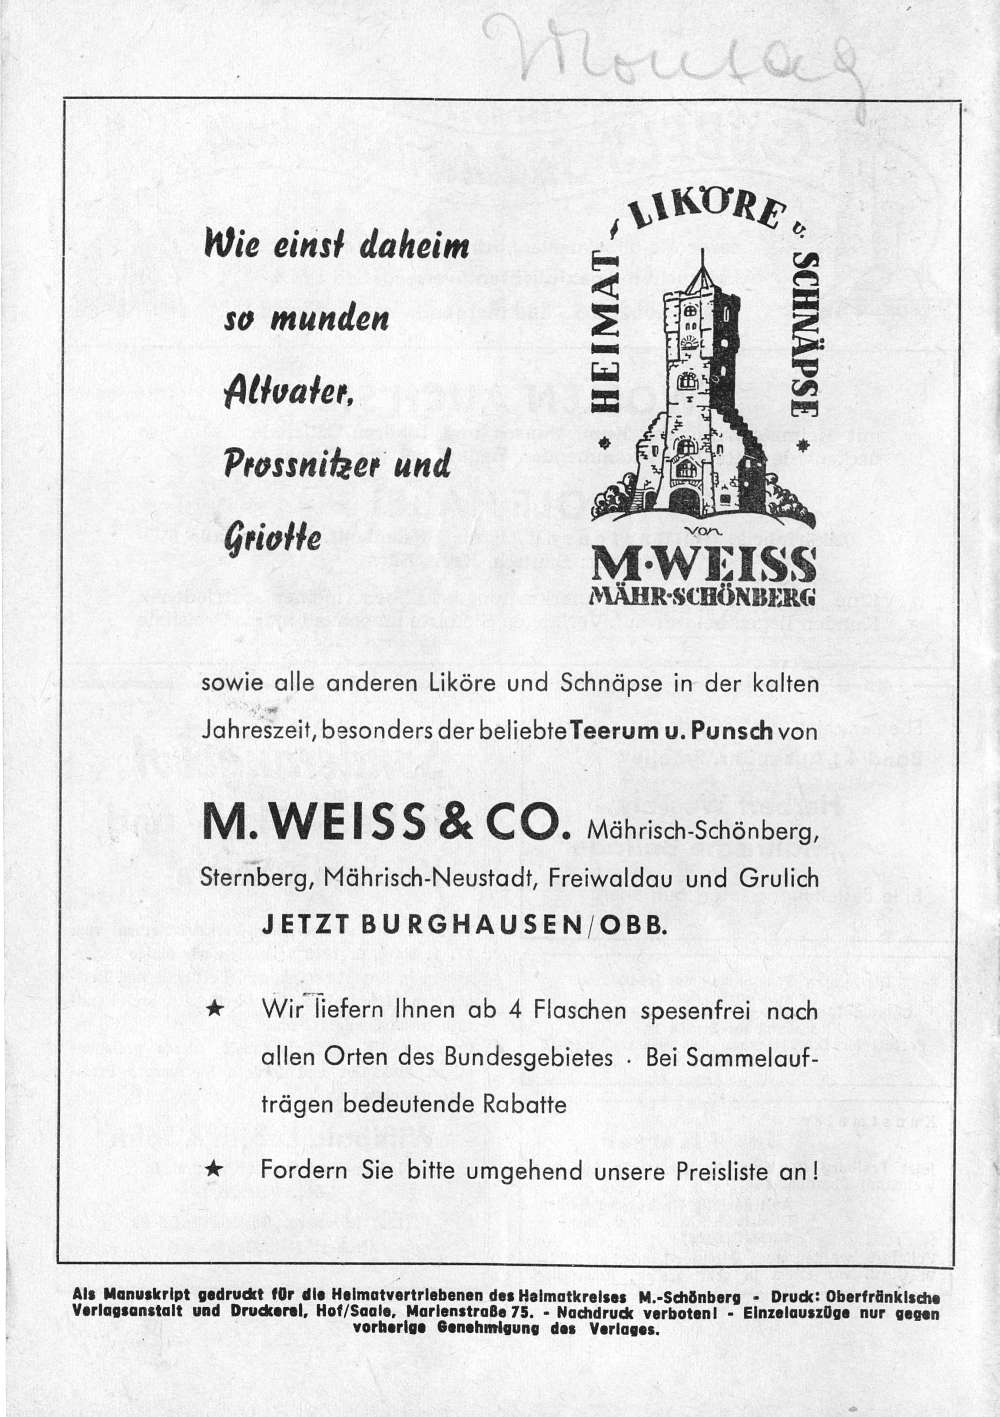 Montag
Wie einst daheim
so munden
Altvater,
Prossnitzer und
Griotte
HEIMAT LIKÖRE u. SCHNÄPSE
von
M·WEISS
MÄHR·SCHÖNBERG
sowie alle anderen Liköre und Schnäpse in der kalten
Jahreszeit, besonders der beliebte Teerum u. Punsch von
M. WEISS & CO. Mährisch-Schönberg,
Sternberg, Mährisch-Neustadt, Freiwaldau und Grulich
JETZT BURGHAUSEN/OBB.
★ Wir liefern Ihnen ab 4 Flaschen spesenfrei nach
allen Orten des Bundesgebietes · Bei Sammelauf-
trägen bedeutende Rabatte
★ Fordern Sie bitte umgehend unsere Preisliste an!
Als Manuskript gedruckt für die Heimatvertriebenen des Heimatkreises M.-Schönberg - Druck: Oberfränkische
Verlagsanstalt und Druckerei, Hof/Saale, Marienstraße 75. - Nachdruck verboten! - Einzelauszüge nur gegen
vorherige Genehmigung des Verlages.